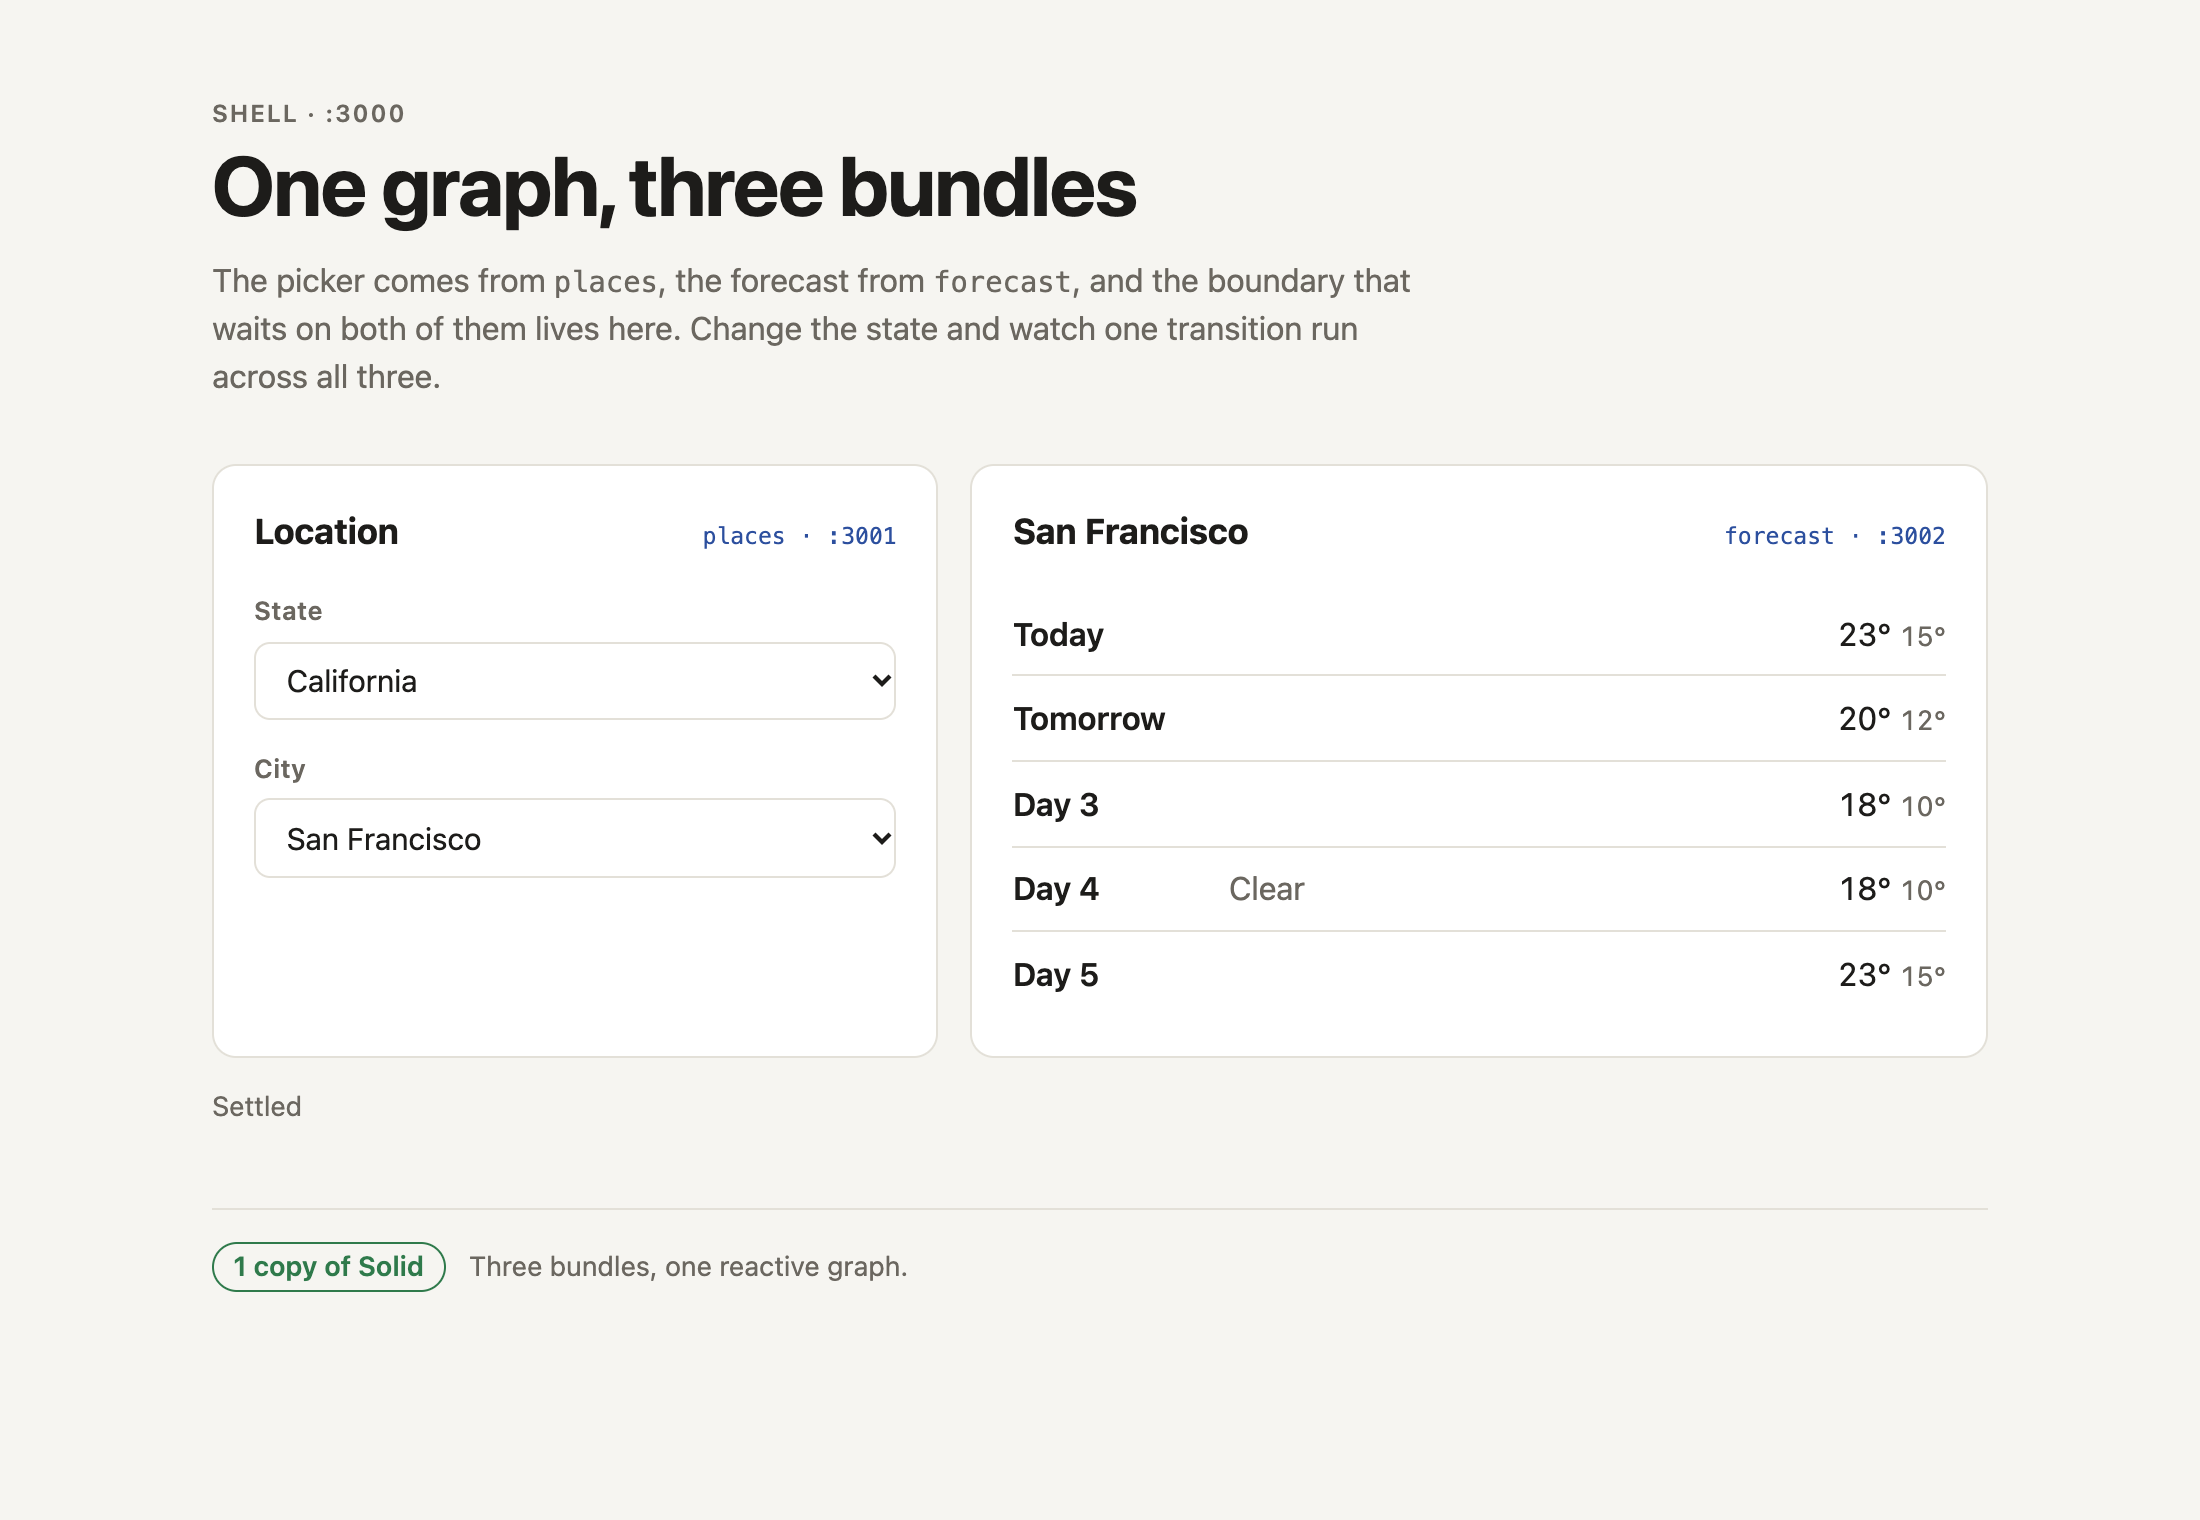 SHELL · :3000
One graph, three bundles
The picker comes from places, the forecast from forecast, and the boundary that
waits on both of them lives here. Change the state and watch one transition run
across all three.
Location
places · :3001
State
California
City
San Francisco
San Francisco
forecast · :3002
Today 23° 15°
Tomorrow 20° 12°
Day 3 18° 10°
Day 4 Clear 18° 10°
Day 5 23° 15°
Settled
1 copy of Solid
Three bundles, one reactive graph.